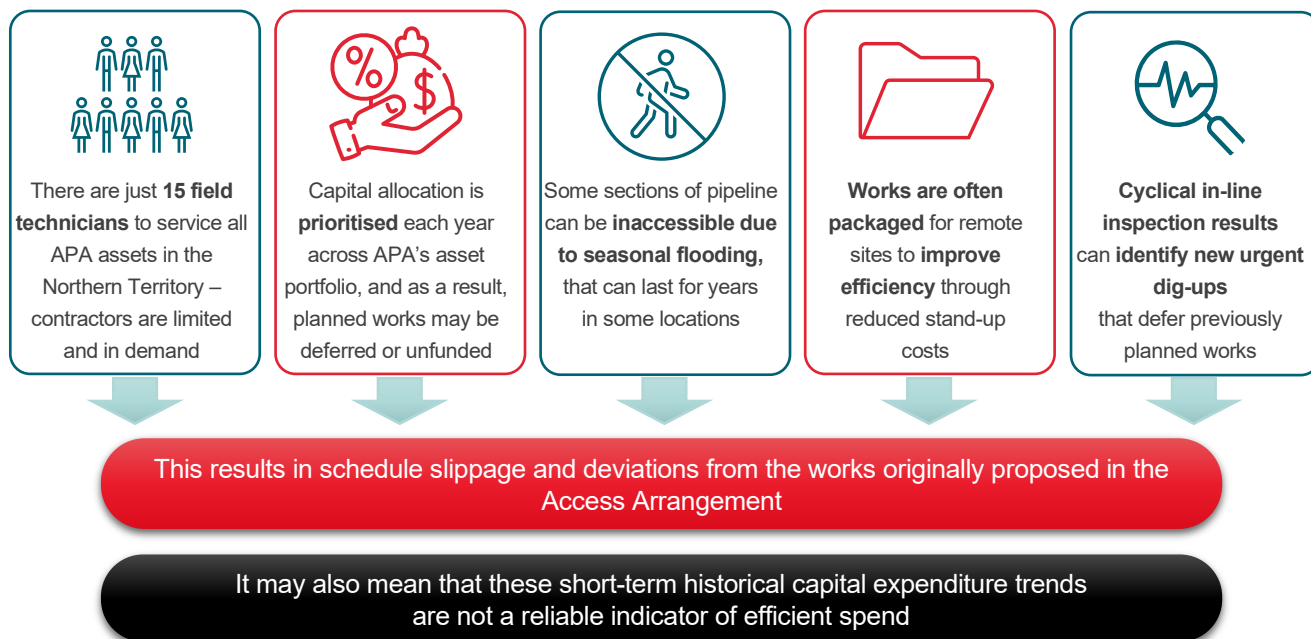 There are just 15 field
technicians to service all
APA assets in the
Northern Territory –
contractors are limited
and in demand
Capital allocation is
prioritised each year
across APA's asset
portfolio, and as a result,
planned works may be
deferred or unfunded
Some sections of pipeline
can be inaccessible due
to seasonal flooding,
that can last for years
in some locations
Works are often
packaged for remote
sites to improve
efficiency through
reduced stand-up
costs
Cyclical in-line
inspection results
can identify new urgent
dig-ups
that defer previously
planned works
This results in schedule slippage and deviations from the works originally proposed in the
Access Arrangement
It may also mean that these short-term historical capital expenditure trends
are not a reliable indicator of efficient spend